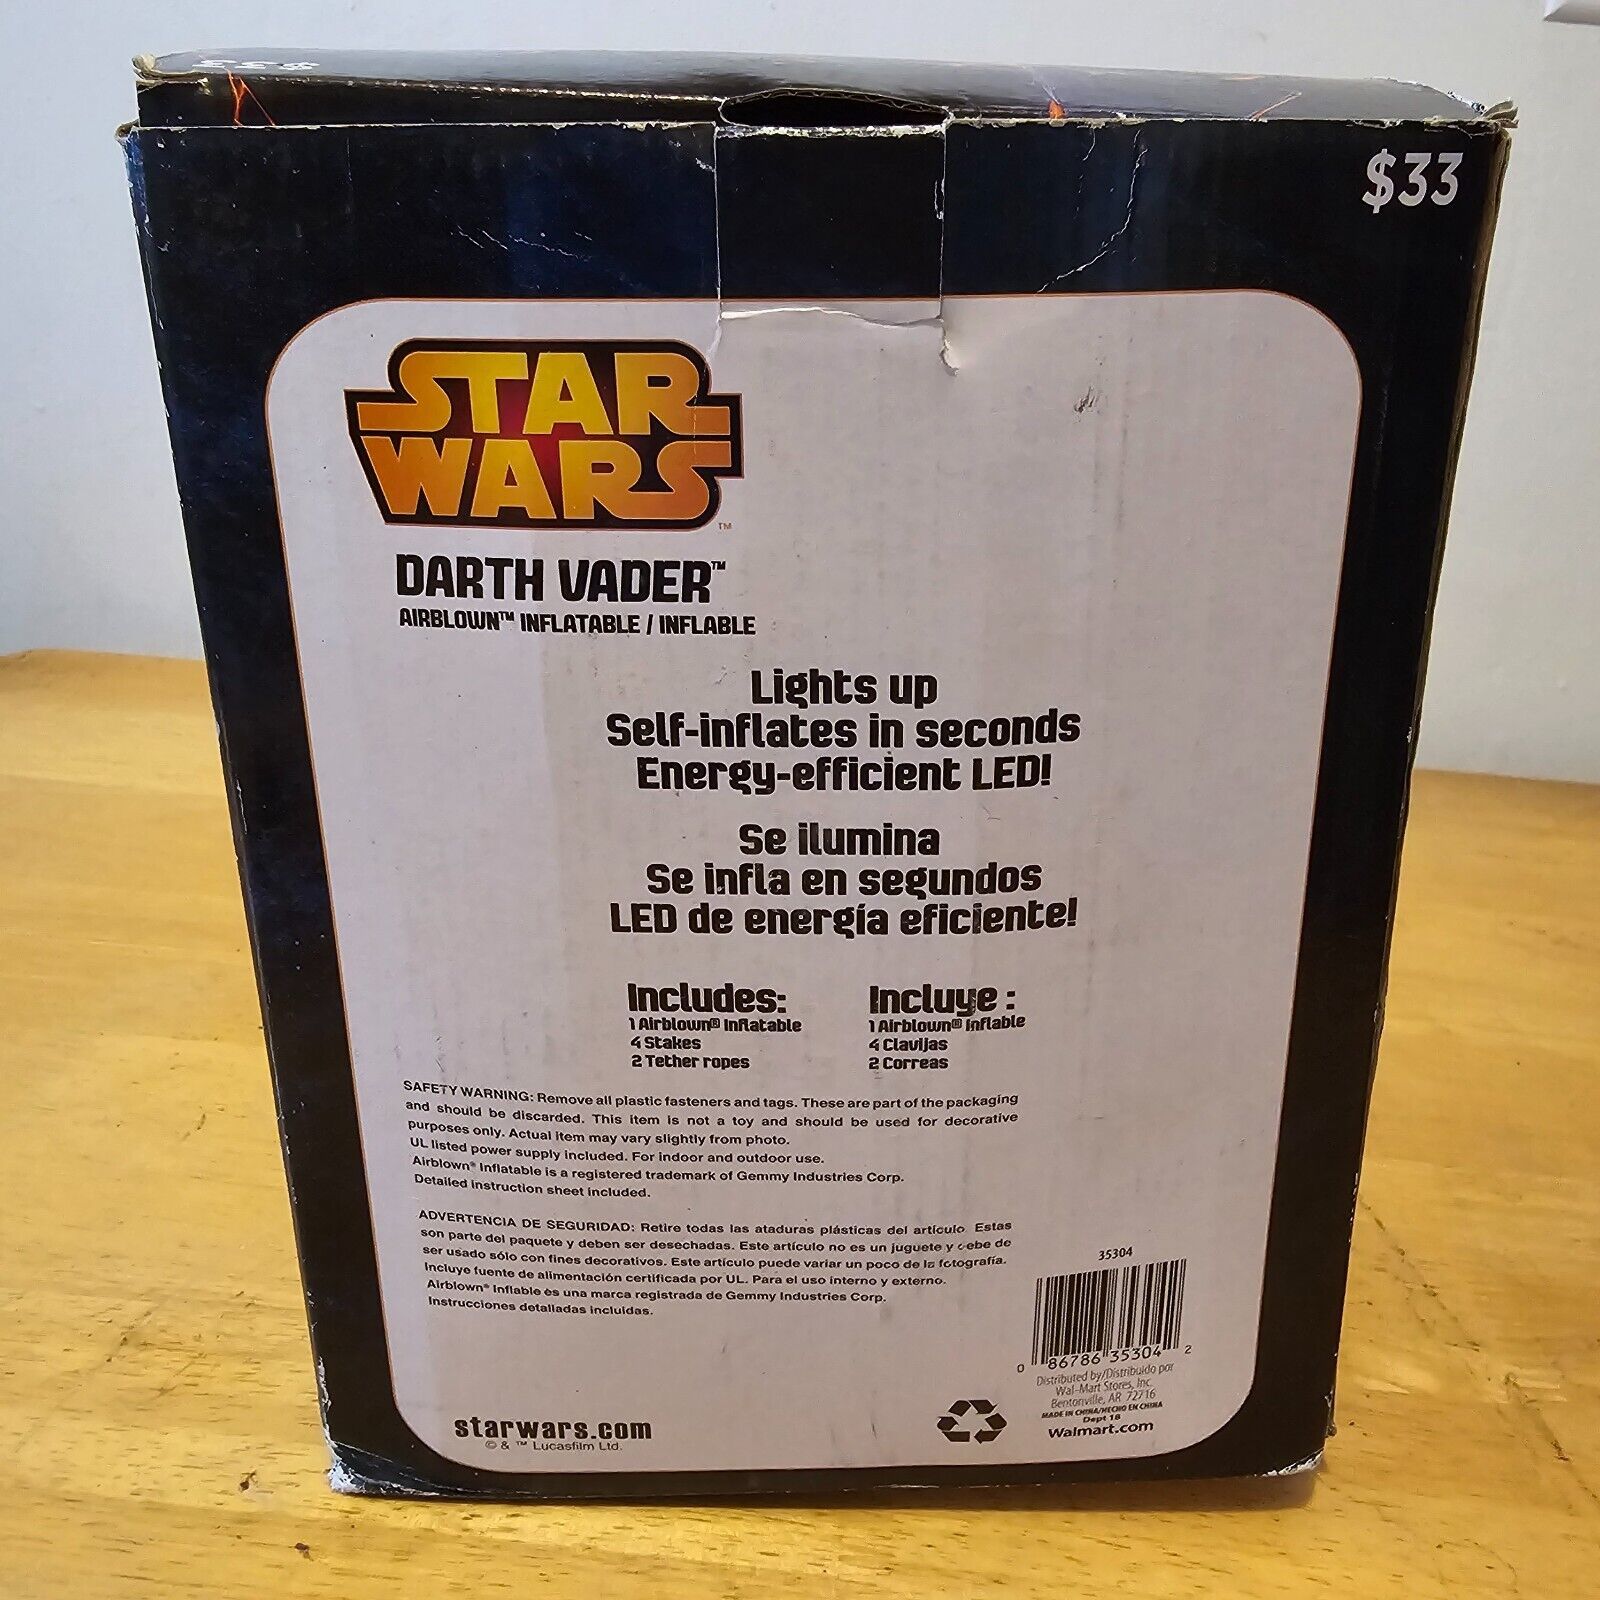 $33
$33
STAR
WARS
™
DARTH VADER™
AIRBLOWN™ INFLATABLE / INFLABLE
Lights up
Self-inflates in seconds
Energy-efficient LED!
Se ilumina
Se infla en segundos
LED de energía eficiente!
Includes:
1 Airblown® Inflatable
4 Stakes
2 Tether ropes
Incluye :
1 Airblown® Inflable
4 Clavijas
2 Correas
SAFETY WARNING: Remove all plastic fasteners and tags. These are part of the packaging
and should be discarded. This item is not a toy and should be used for decorative
purposes only. Actual item may vary slightly from photo.
UL listed power supply included. For indoor and outdoor use.
Airblown® Inflatable is a registered trademark of Gemmy Industries Corp.
Detailed instruction sheet included.
ADVERTENCIA DE SEGURIDAD: Retire todas las ataduras plásticas del artículo. Estas
son parte del paquete y deben ser desechadas. Este artículo no es un juguete y debe de
ser usado sólo con fines decorativos. Este artículo puede variar un poco de la fotografía.
Incluye fuente de alimentación certificada por UL. Para el uso interno y externo.
Airblown® Inflable es una marca registrada de Gemmy Industries Corp.
Instrucciones detalladas incluidas.
35304
0 86786 35304 2
Distributed by/Distribuido por
Wal-Mart Stores, Inc.
Bentonville, AR 72716
MADE IN CHINA/HECHO EN CHINA
Dept 18
Walmart.com
starwars.com
© & ™ Lucasfilm Ltd.